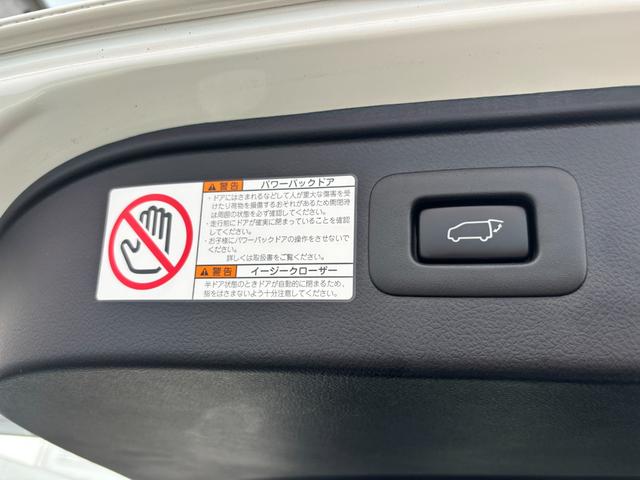 警告 パワーバックドア
・ドアにはさまれるなどして人が重大な傷害を受
けたり荷物を損傷するおそれがあるため開閉時
は周囲の状態を必ず確認してください。
・走行前にドアが確実に閉まっていることを確認
してください。
・お子様にパワーバックドアの操作をさせないで
ください。
詳しくは取扱書をご覧ください。
警告 イージークローザー
半ドア状態のときドアが自動的に閉まるため、
指をはさまないよう十分注意してください。